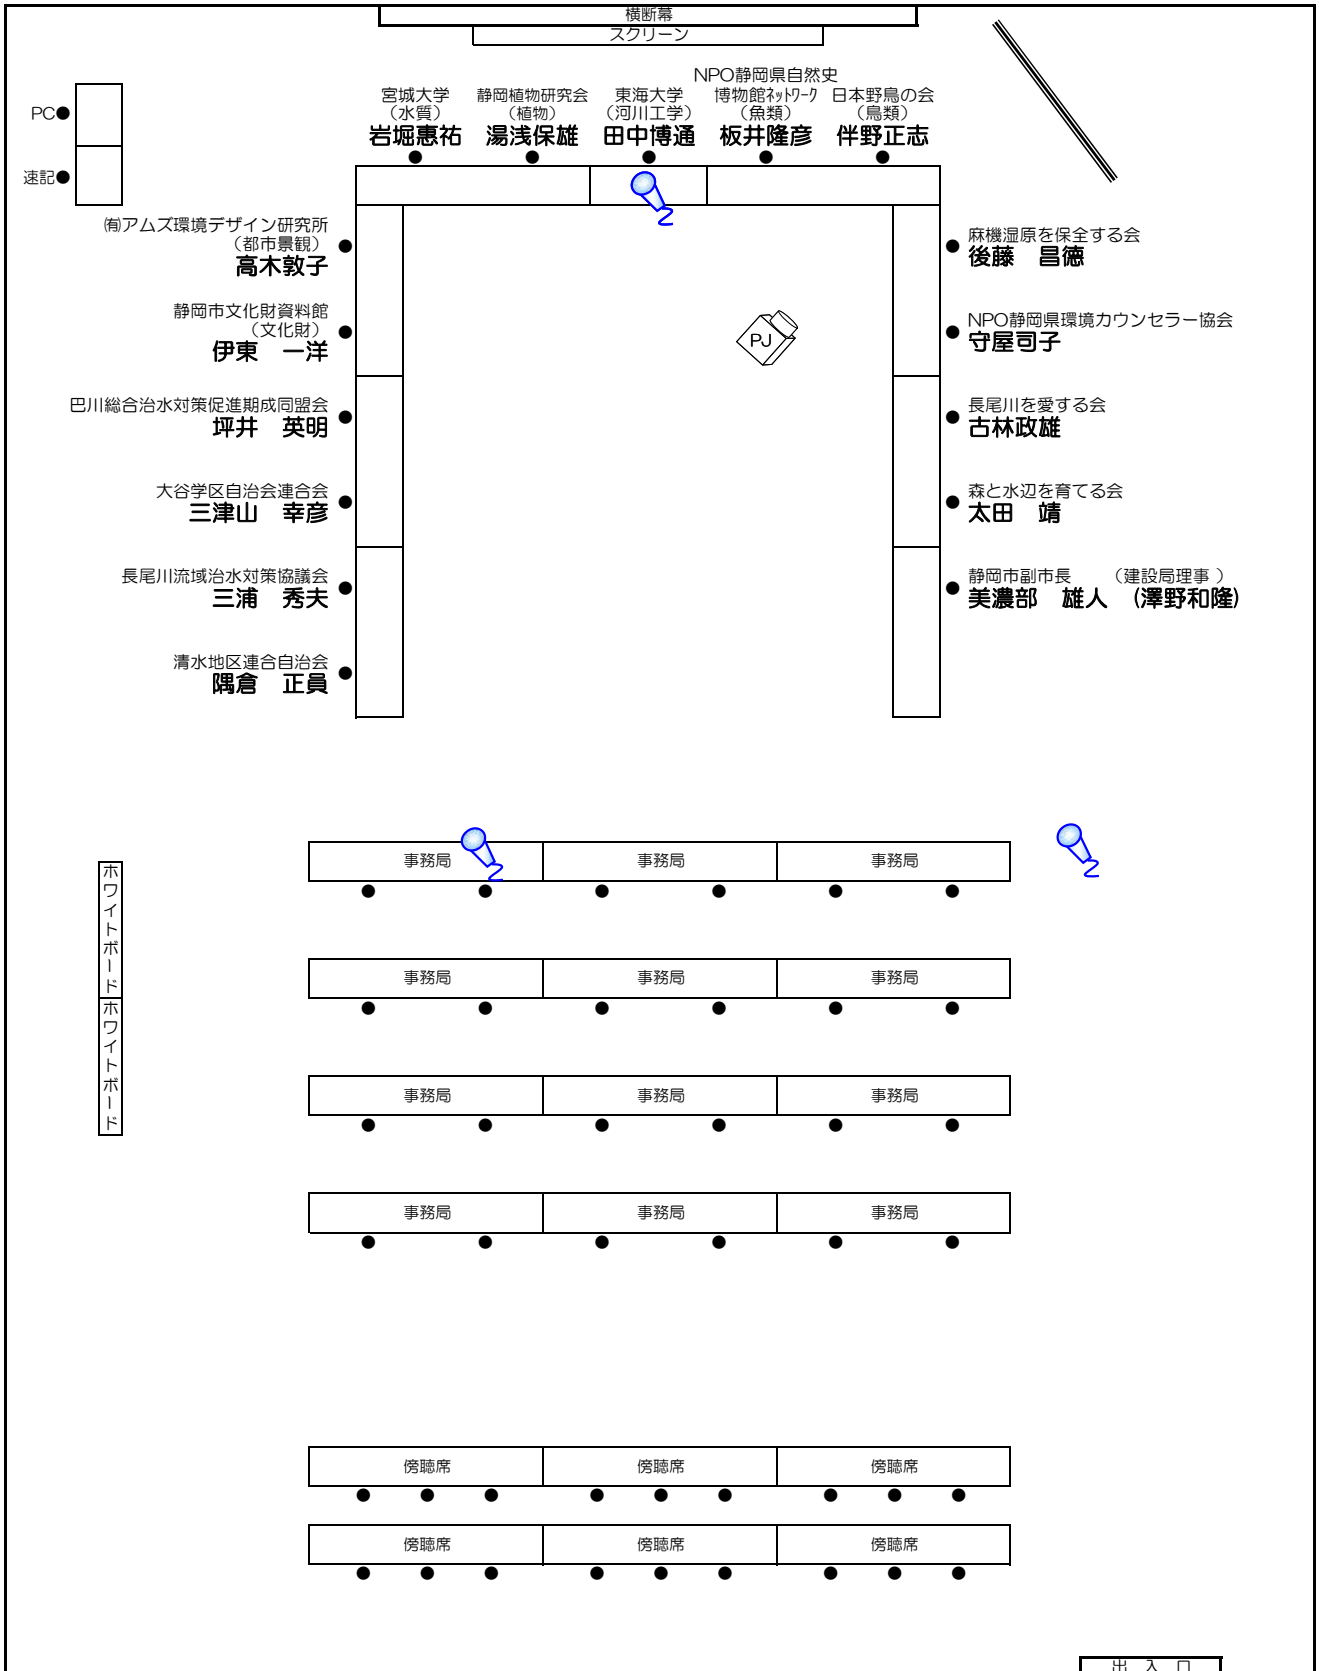 横断幕
スクリーン
PC
速記
宮城大学
（水質）
岩堀惠祐
静岡植物研究会
（植物）
湯浅保雄
東海大学
（河川工学）
田中博通
NPO静岡県自然史
博物館ﾈｯﾄﾜｰｸ
（魚類）
板井隆彦
日本野鳥の会
（鳥類）
伴野正志
㈲アムズ環境デザイン研究所
（都市景観）
高木敦子
静岡市文化財資料館
（文化財）
伊東　一洋
巴川総合治水対策促進期成同盟会
坪井　英明
大谷学区自治会連合会
三津山　幸彦
長尾川流域治水対策協議会
三浦　秀夫
清水地区連合自治会
隅倉　正員
PJ
麻機湿原を保全する会
後藤　昌德
NPO静岡県環境カウンセラー協会
守屋司子
長尾川を愛する会
古林政雄
森と水辺を育てる会
太田　靖
静岡市副市長　（建設局理事）
美濃部　雄人　(澤野和隆)
ホワイトボード
ホワイトボード
事務局　事務局　事務局
事務局　事務局　事務局
事務局　事務局　事務局
事務局　事務局　事務局
傍聴席　傍聴席　傍聴席
傍聴席　傍聴席　傍聴席
出　入　口